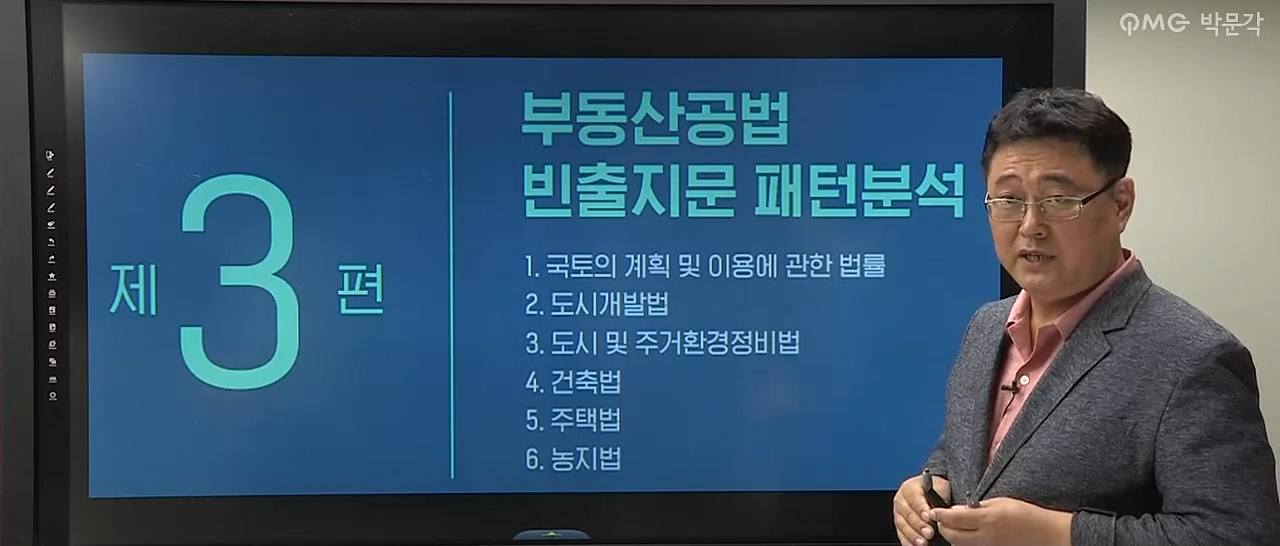 PMG 박문각
제 3 편
부동산공법
빈출지문 패턴분석
1. 국토의 계획 및 이용에 관한 법률
2. 도시개발법
3. 도시 및 주거환경정비법
4. 건축법
5. 주택법
6. 농지법